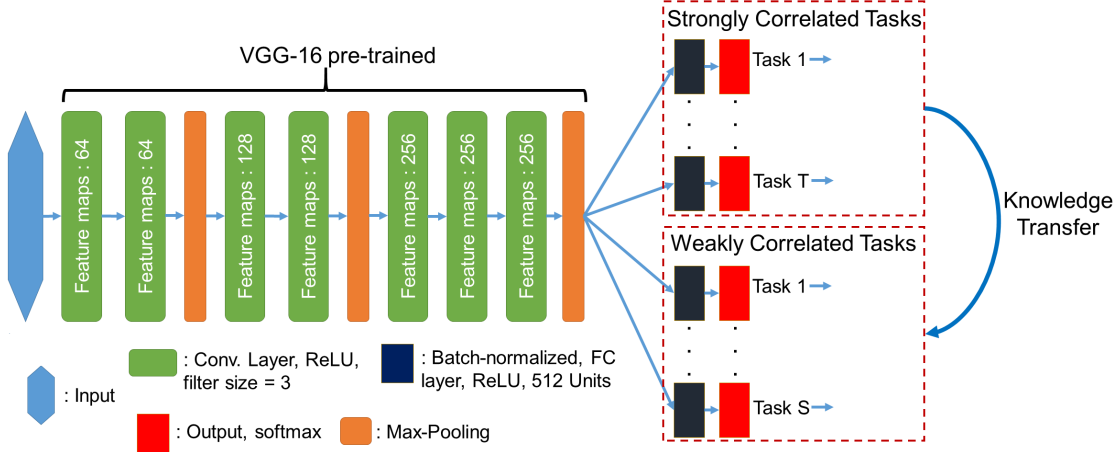 VGG-16 pre-trained
Feature maps : 64
Feature maps : 64
Feature maps : 128
Feature maps : 128
Feature maps : 256
Feature maps : 256
Feature maps : 256
Strongly Correlated Tasks
Task 1
Task T
Weakly Correlated Tasks
Task 1
Task S
Knowledge
Transfer
: Input
: Conv. Layer, ReLU,
filter size = 3
: Batch-normalized, FC
layer, ReLU, 512 Units
: Output, softmax
: Max-Pooling